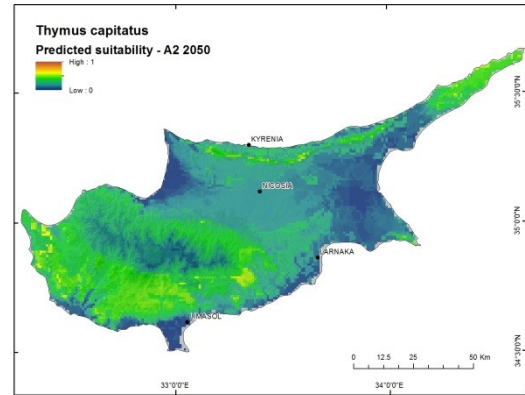 Thymus capitatus
Predicted suitability - A2 2050
High : 1
Low : 0
KYRENIA
NICOSIA
LARNAKA
LIMASOL
35°30'0"E
35°0'0"E
34°30'0"E
0 12.5 25 50 Km
33°0'0"E
34°0'0"E